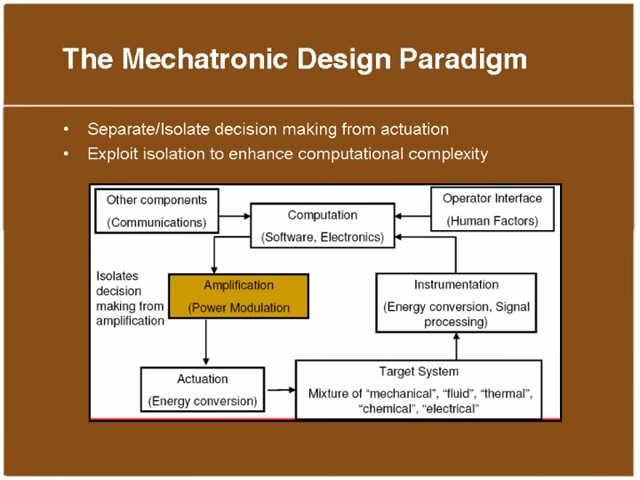 The Mechatronic Design Paradigm
• Separate/Isolate decision making from actuation
• Exploit isolation to enhance computational complexity
Other components
(Communications)
Computation
(Software, Electronics)
Operator Interface
(Human Factors)
Isolates
decision
making from
amplification
Amplification
(Power Modulation
Instrumentation
(Energy conversion, Signal
processing)
Actuation
(Energy conversion)
Target System
Mixture of “mechanical”, “fluid”, “thermal”,
“chemical”, “electrical”